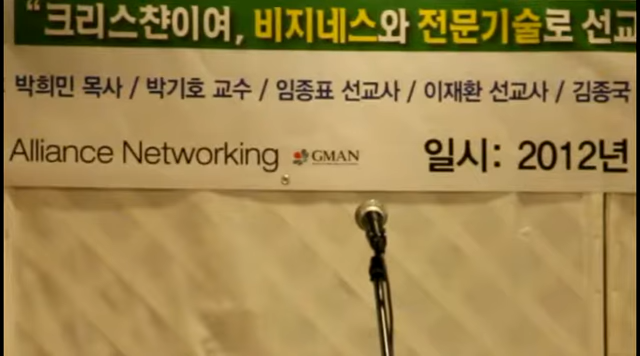 “크리스챤이여, 비지네스와 전문기술로 선교
박희민 목사 / 박기호 교수 / 임종표 선교사 / 이재환 선교사 / 김종국
Alliance Networking GMAN 일시: 2012년